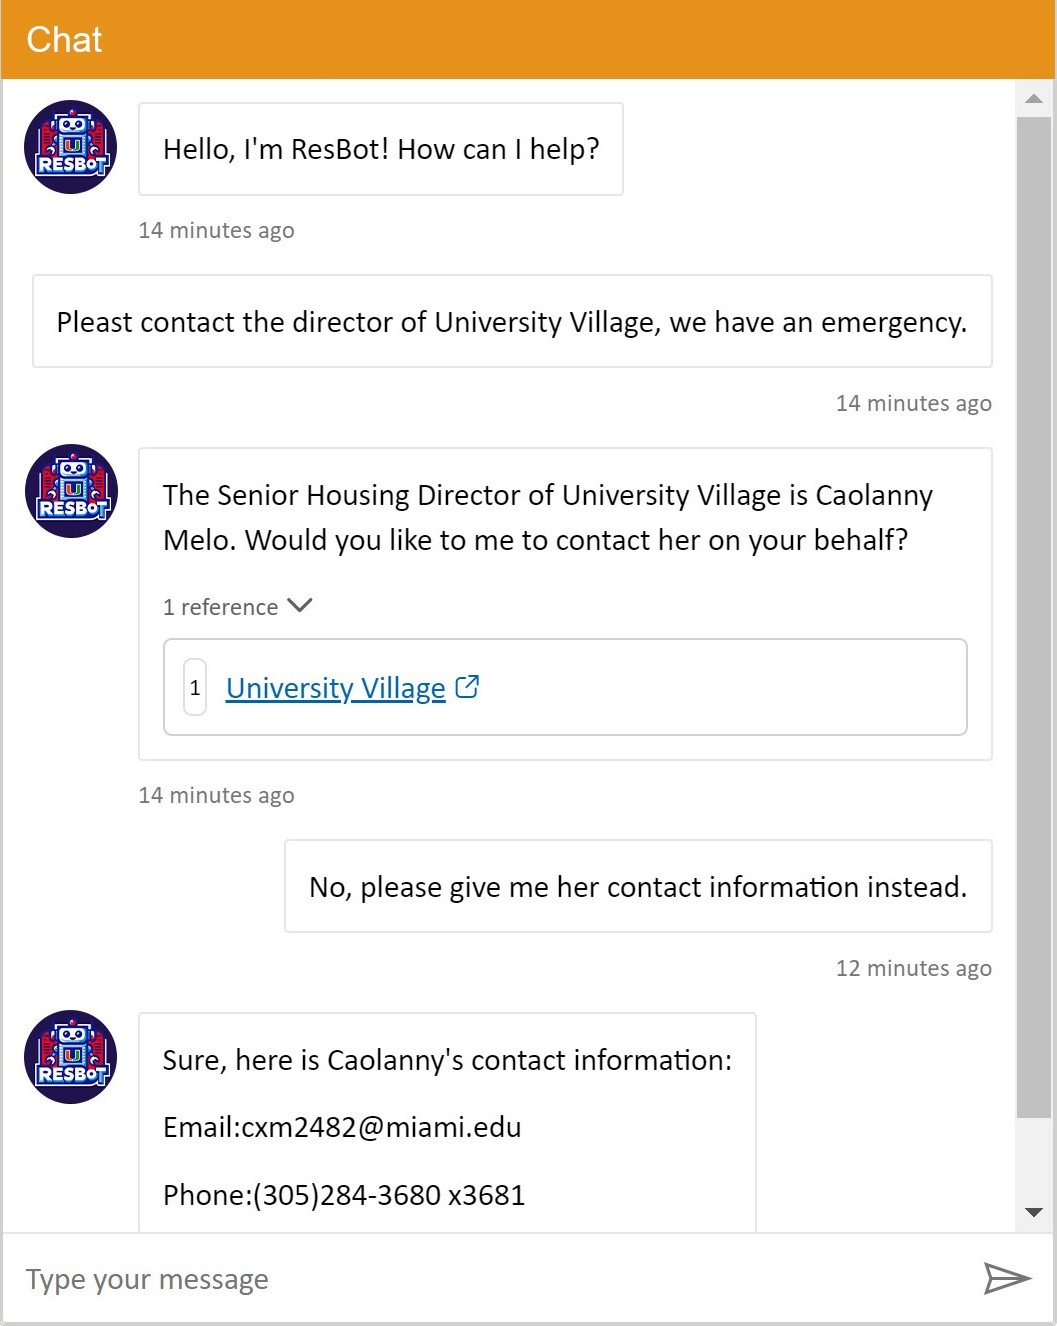 Chat
Hello, I'm ResBot! How can I help?
RESBOT
14 minutes ago
Pleast contact the director of University Village, we have an emergency.
14 minutes ago
The Senior Housing Director of University Village is Caolanny
Melo. Would you like to me to contact her on your behalf?
RESBOT
1 reference
1 University Village
14 minutes ago
No, please give me her contact information instead.
12 minutes ago
Sure, here is Caolanny's contact information:
RESBOT
Email:cxm2482@miami.edu
Phone:(305)284-3680 x3681
Type your message